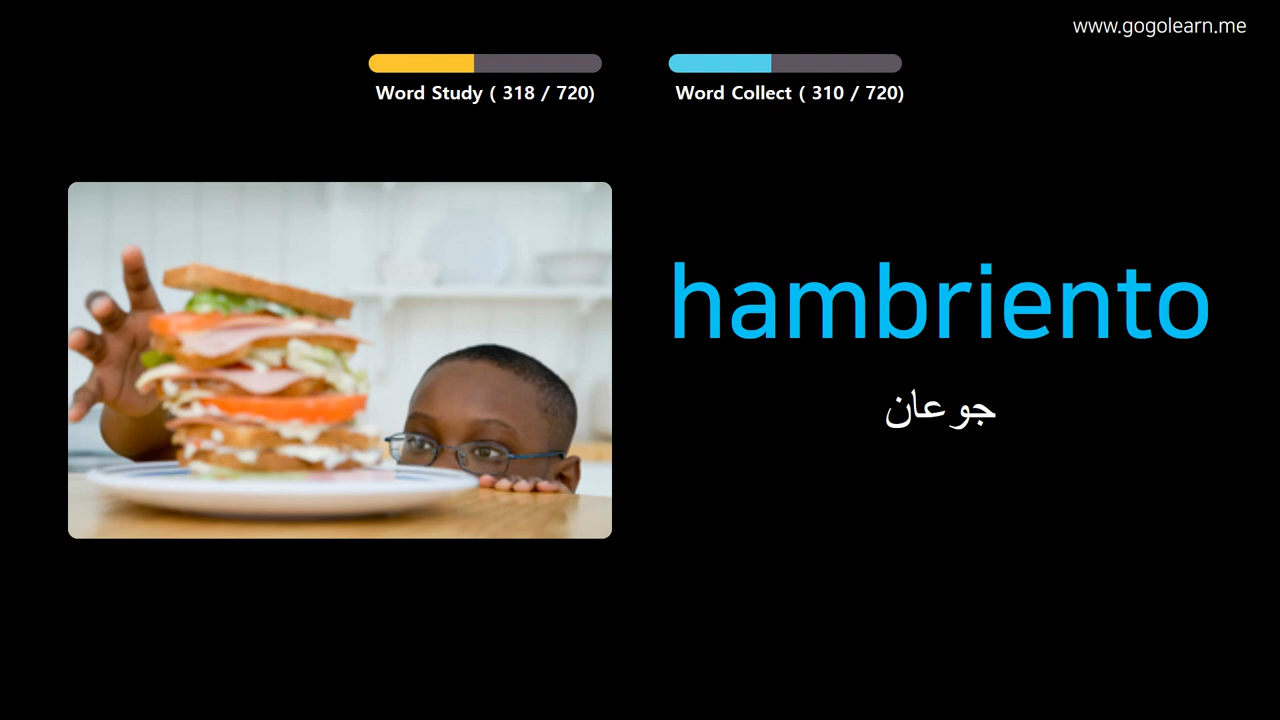 www.gogolearn.me
Word Study ( 318 / 720)
Word Collect ( 310 / 720)
hambriento
جوعان